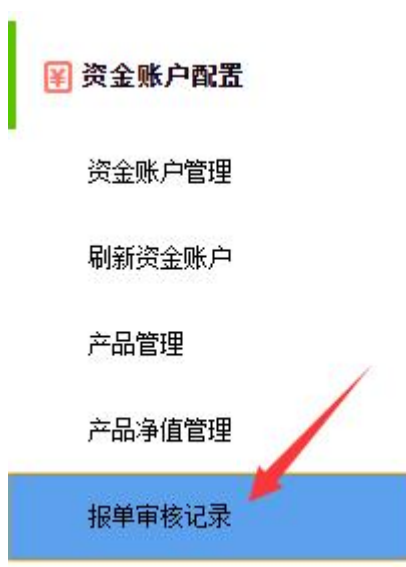 ¥ 资金账户配置
资金账户管理
刷新资金账户
产品管理
产品净值管理
报单审核记录